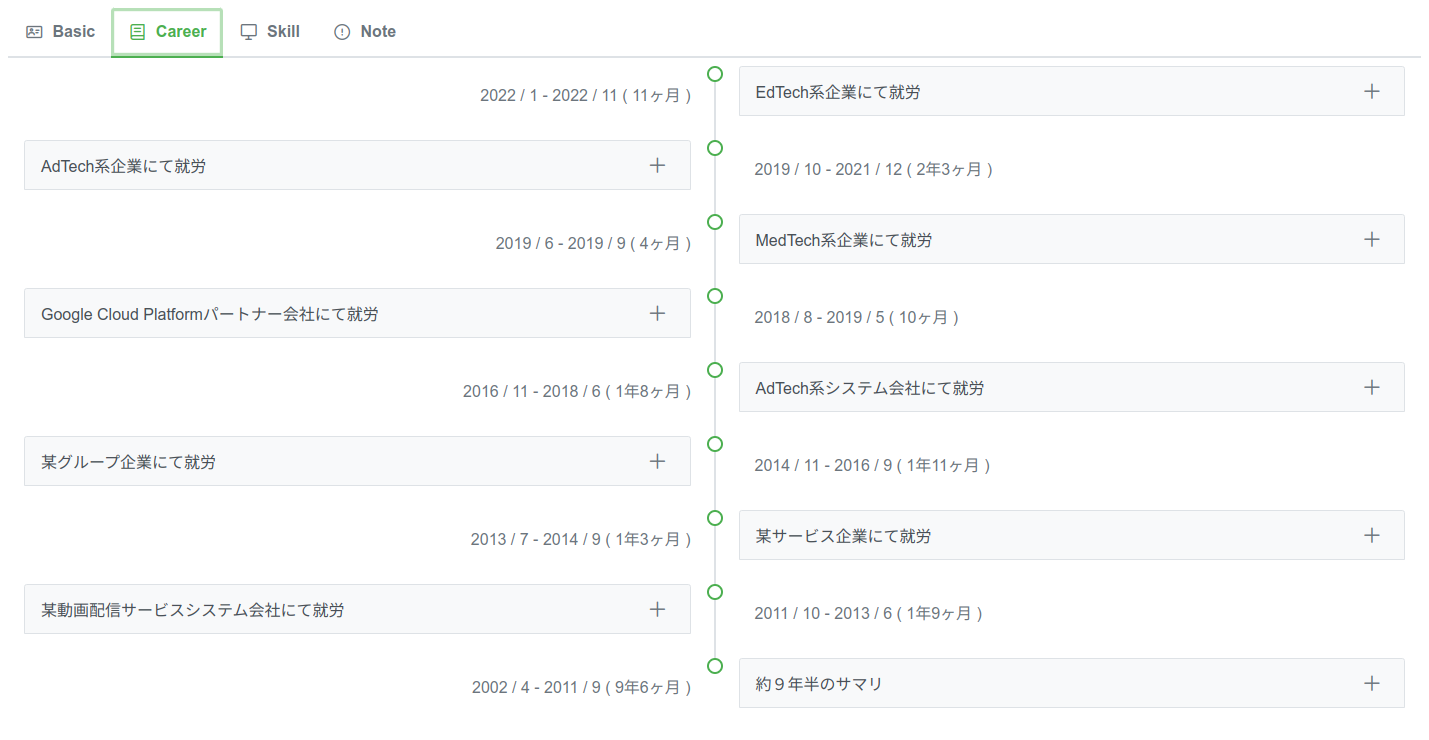 Basic
Career
Skill
Note
2022 / 1 - 2022 / 11 ( 11ヶ月 )
EdTech系企業にて就労
AdTech系企業にて就労
2019 / 10 - 2021 / 12 ( 2年3ヶ月 )
2019 / 6 - 2019 / 9 ( 4ヶ月 )
MedTech系企業にて就労
Google Cloud Platformパートナー会社にて就労
2018 / 8 - 2019 / 5 ( 10ヶ月 )
2016 / 11 - 2018 / 6 ( 1年8ヶ月 )
AdTech系システム会社にて就労
某グループ企業にて就労
2014 / 11 - 2016 / 9 ( 1年11ヶ月 )
2013 / 7 - 2014 / 9 ( 1年3ヶ月 )
某サービス企業にて就労
某動画配信サービスシステム会社にて就労
2011 / 10 - 2013 / 6 ( 1年9ヶ月 )
2002 / 4 - 2011 / 9 ( 9年6ヶ月 )
約９年半のサマリ